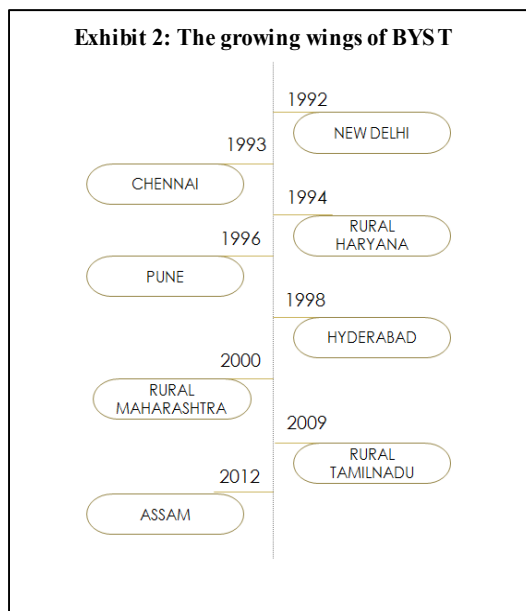 Exhibit 2: The growing wings of BYST
1992
NEW DELHI
1993
CHENNAI
1994
RURAL
HARYANA
1996
PUNE
1998
HYDERABAD
2000
RURAL
MAHARASHTRA
2009
RURAL
TAMILNADU
2012
ASSAM